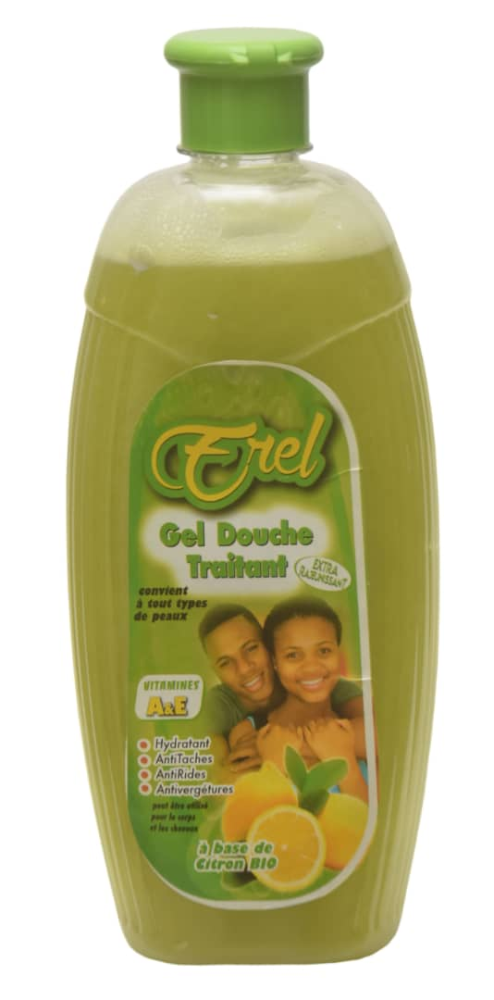 Erel
Gel Douche
Traitant
EXTRA
RAJEUNISSANT
convient
à tout types
de peaux
VITAMINES
A&E
Hydratant
AntiTaches
AntiRides
Antivergétures
peut être utilisé
pour le corps
et les cheveux
à base de
Citron BIO